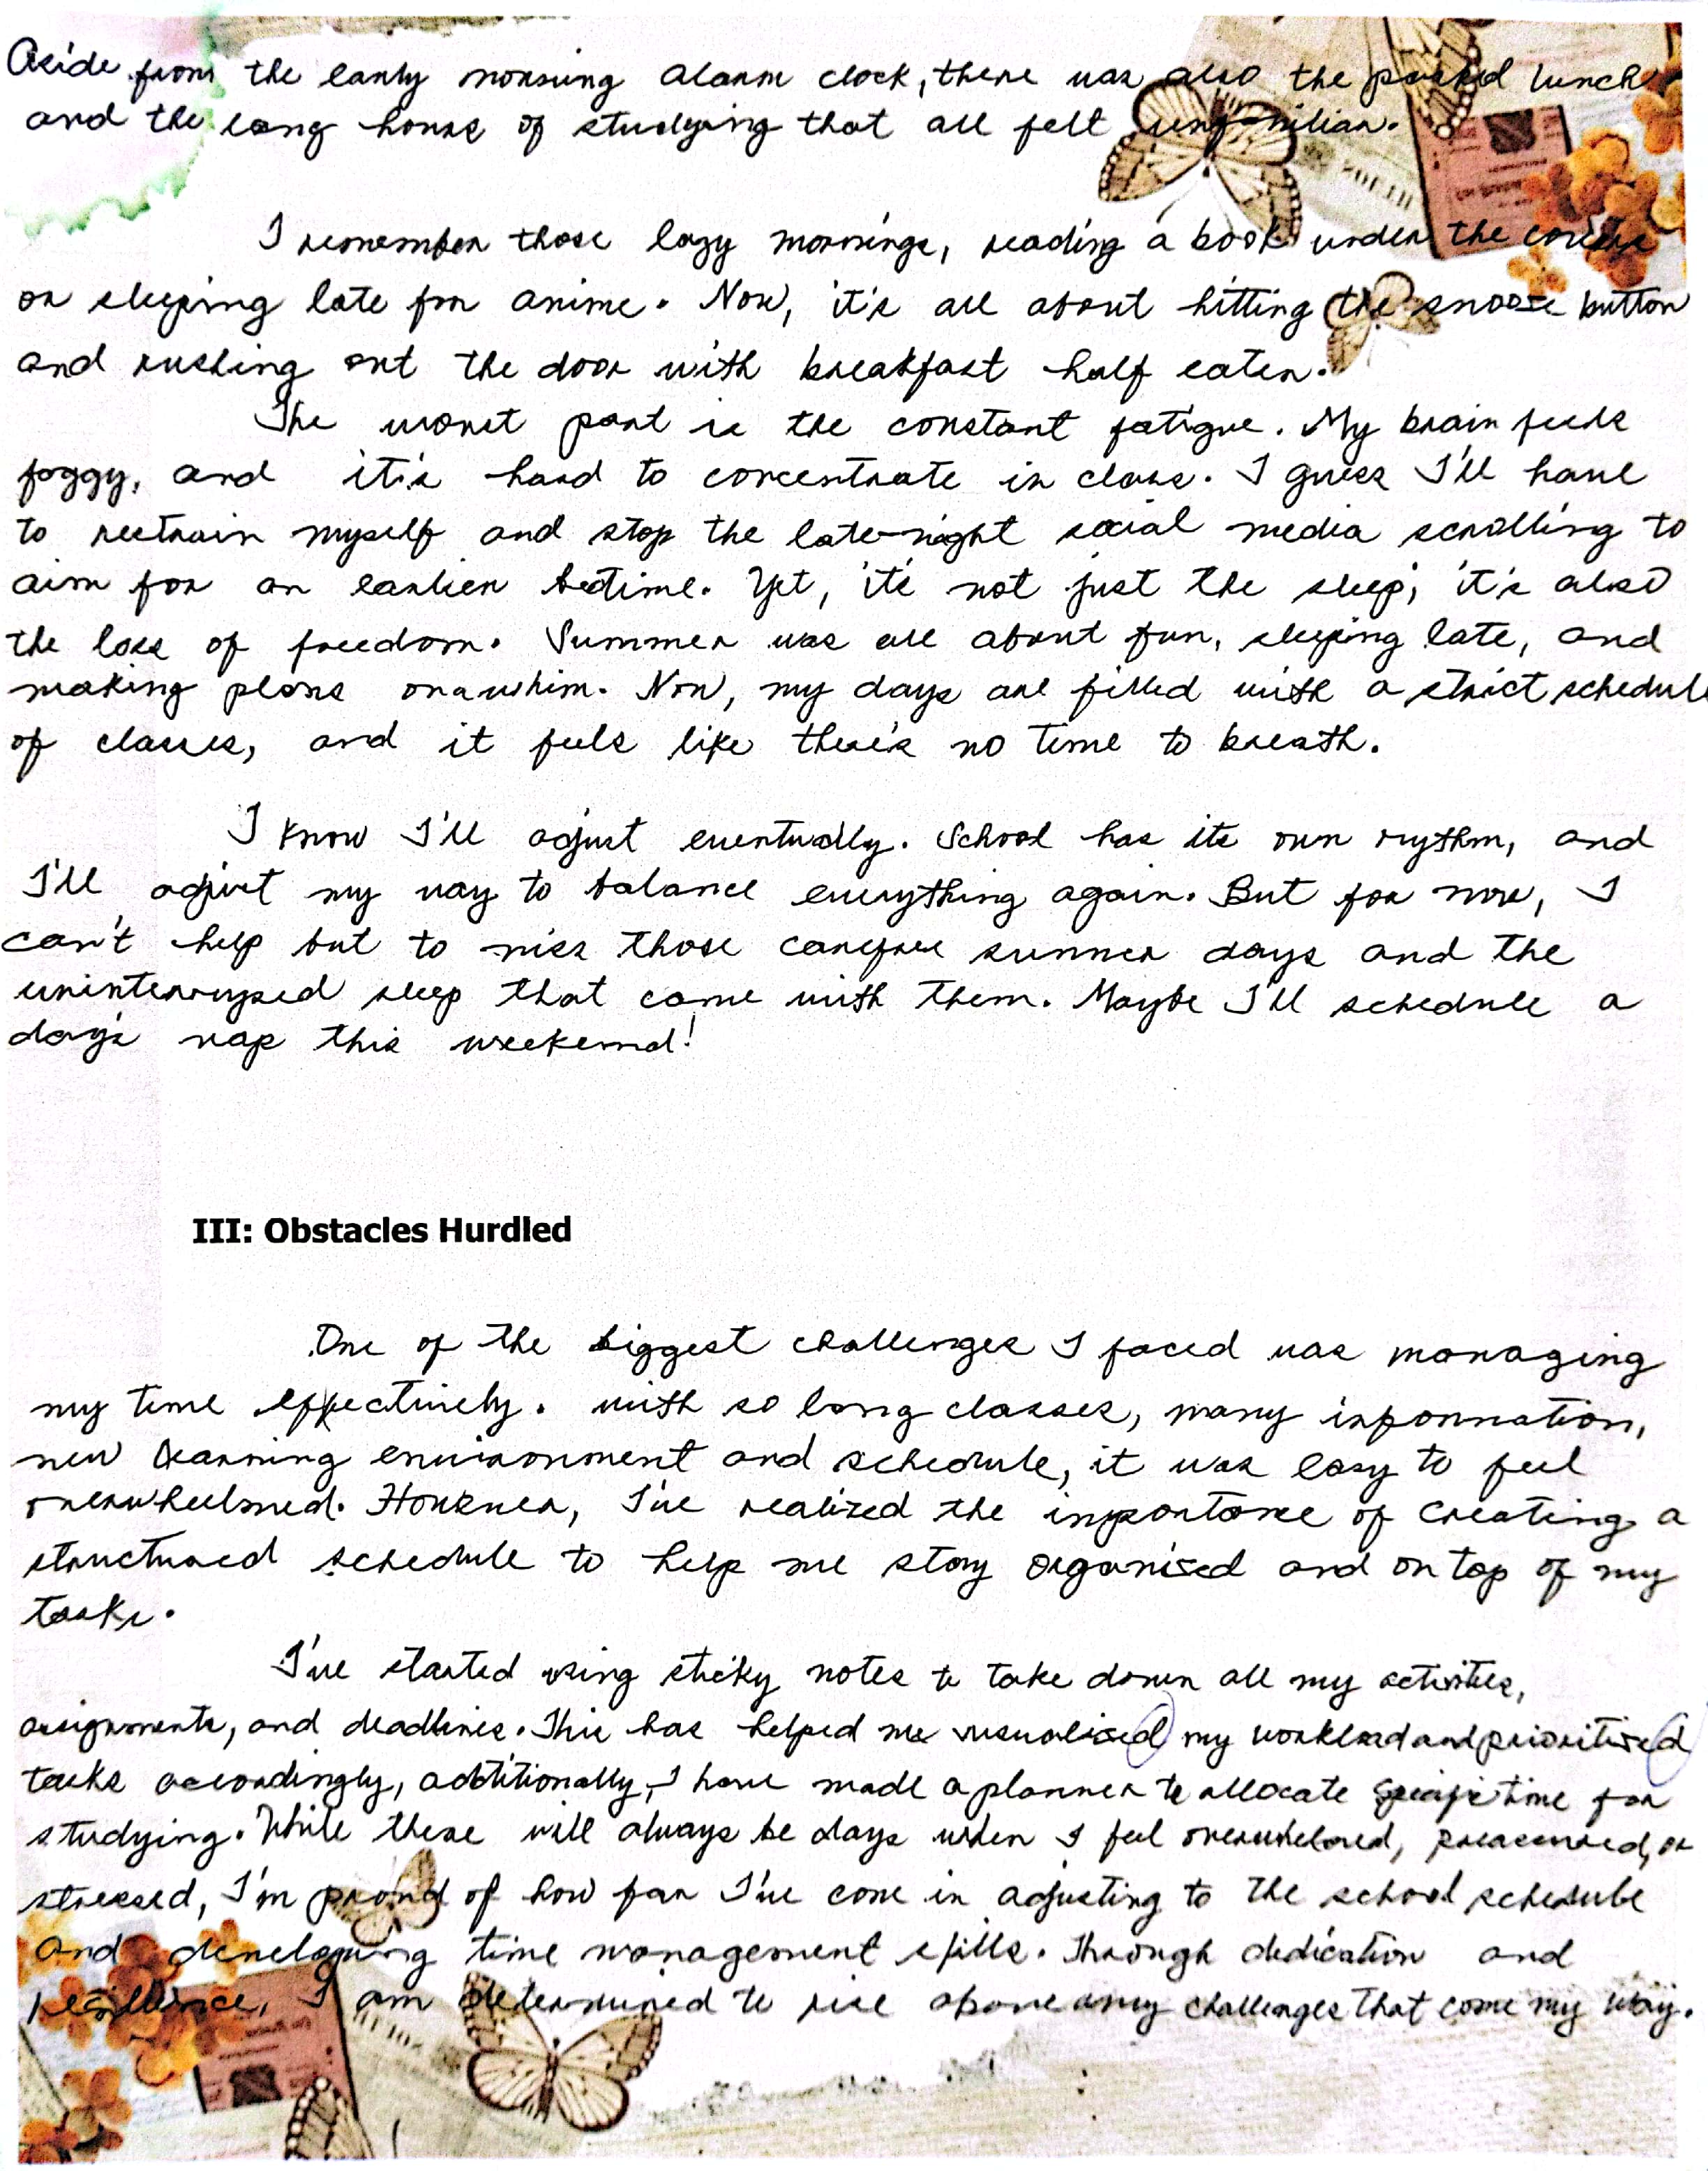 Aside from the early morning alarm clock, there was also the packed lunch
and the long hours of studying that all felt unfamiliar.
I remember those lazy mornings, reading a book under the covers
or sleeping late for anime. Now, it's all about hitting the snooze button
and rushing out the door with breakfast half eaten.
The worst part is the constant fatigue. My brain feels
foggy, and it's hard to concentrate in class. I guess I'll have
to restrain myself and stop the late-night social media scrolling to
aim for an earlier bedtime. Yet, it's not just the sleep; it's also
the loss of freedom. Summer was all about fun, sleeping late, and
making plans on a whim. Now, my days are filled with a strict schedule
of classes, and it feels like there's no time to breath.
I know I'll adjust eventually. School has its own rythm, and
I'll adjust my way to balance everything again. But for now, I
can't help but to miss those carefree summer days and the
uninterrupted sleep that came with them. Maybe I'll schedule a
day's nap this weekend!
III: Obstacles Hurdled
One of the biggest challenges I faced was managing
my time effectively. with so long classes, many information,
new learning environment and schedule, it was easy to feel
overwhelmed. However, I've realized the importance of creating a
structured schedule to help me stay organized and on top of my
tasks.
I've started using sticky notes to take down all my activities,
assignments, and deadlines. This has helped me visualized my workload and prioritized
tasks accordingly, additionally, I have made a planner to allocate specific time for
studying. While there will always be days when I feel overwhelmed, pressured, or
stressed, I'm proud of how far I've come in adjusting to the school schedule
and developing time management skills. Through dedication and
resilience, I am determined to rise above any challenges that come my way.